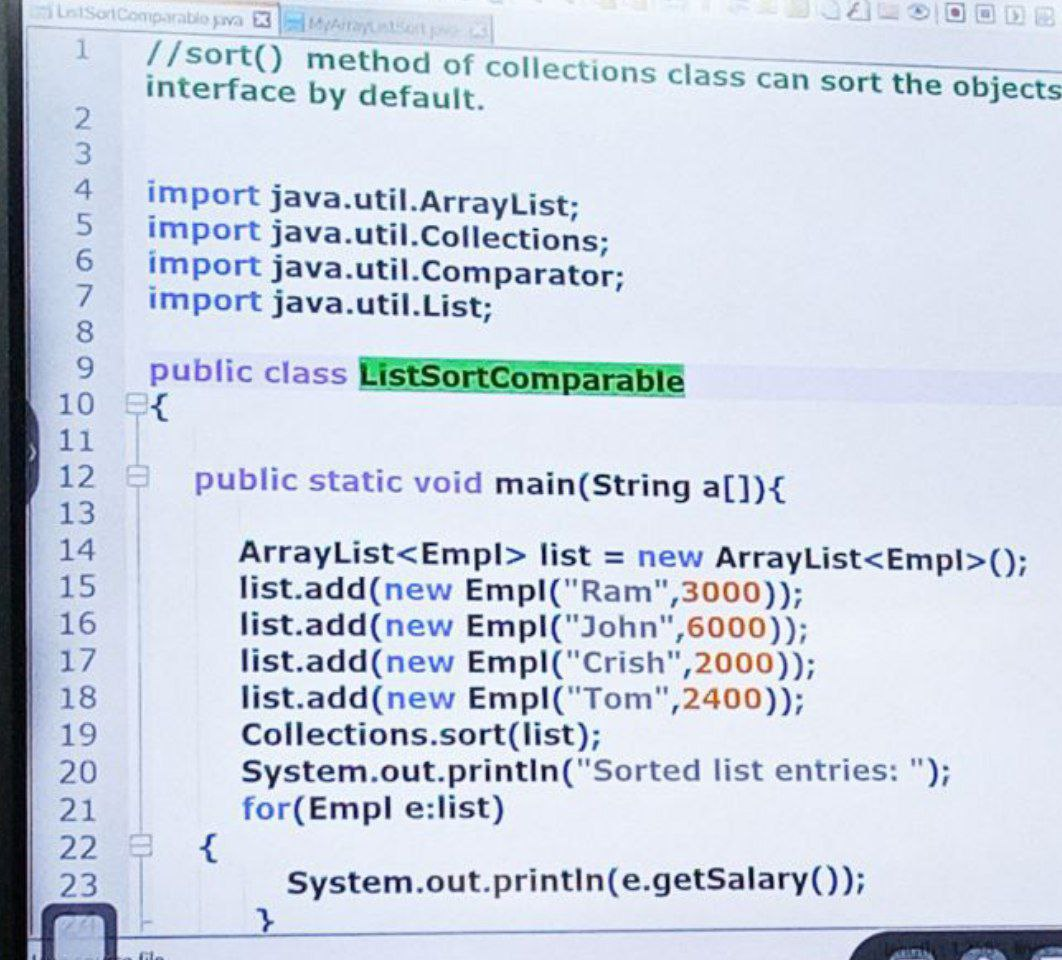 ListSortComparable.java
MyArrayListSort.java
1 //sort() method of collections class can sort the objects
interface by default.
2
3
4 import java.util.ArrayList;
5 import java.util.Collections;
6 import java.util.Comparator;
7 import java.util.List;
8
9 public class ListSortComparable
10 {
11
12 public static void main(String a[]){
13
14 ArrayList<Empl> list = new ArrayList<Empl>();
15 list.add(new Empl("Ram",3000));
16 list.add(new Empl("John",6000));
17 list.add(new Empl("Crish",2000));
18 list.add(new Empl("Tom",2400));
19 Collections.sort(list);
20 System.out.println("Sorted list entries: ");
21 for(Empl e:list)
22 {
23 System.out.println(e.getSalary());
24 }
file